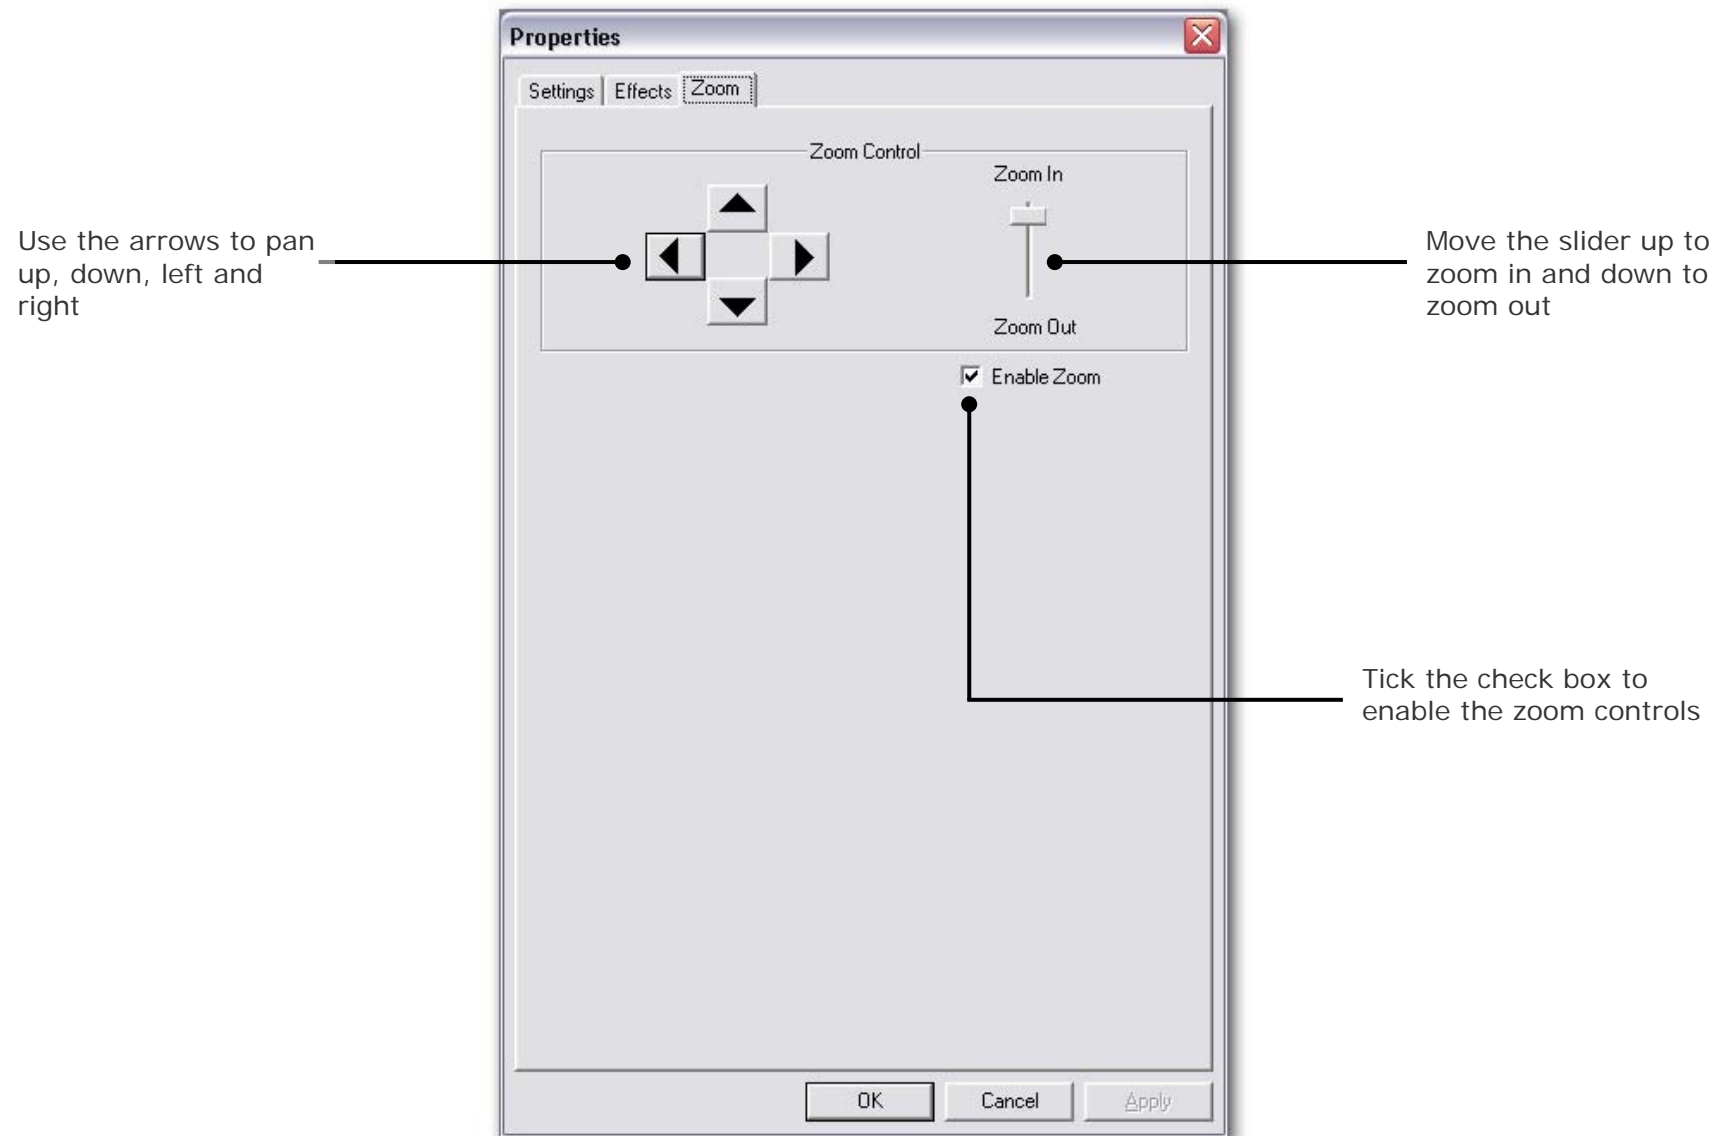 Properties
Settings Effects Zoom
Zoom Control
Zoom In
Zoom Out
Enable Zoom
Use the arrows to pan
up, down, left and
right
Move the slider up to
zoom in and down to
zoom out
Tick the check box to
enable the zoom controls
OK Cancel Apply